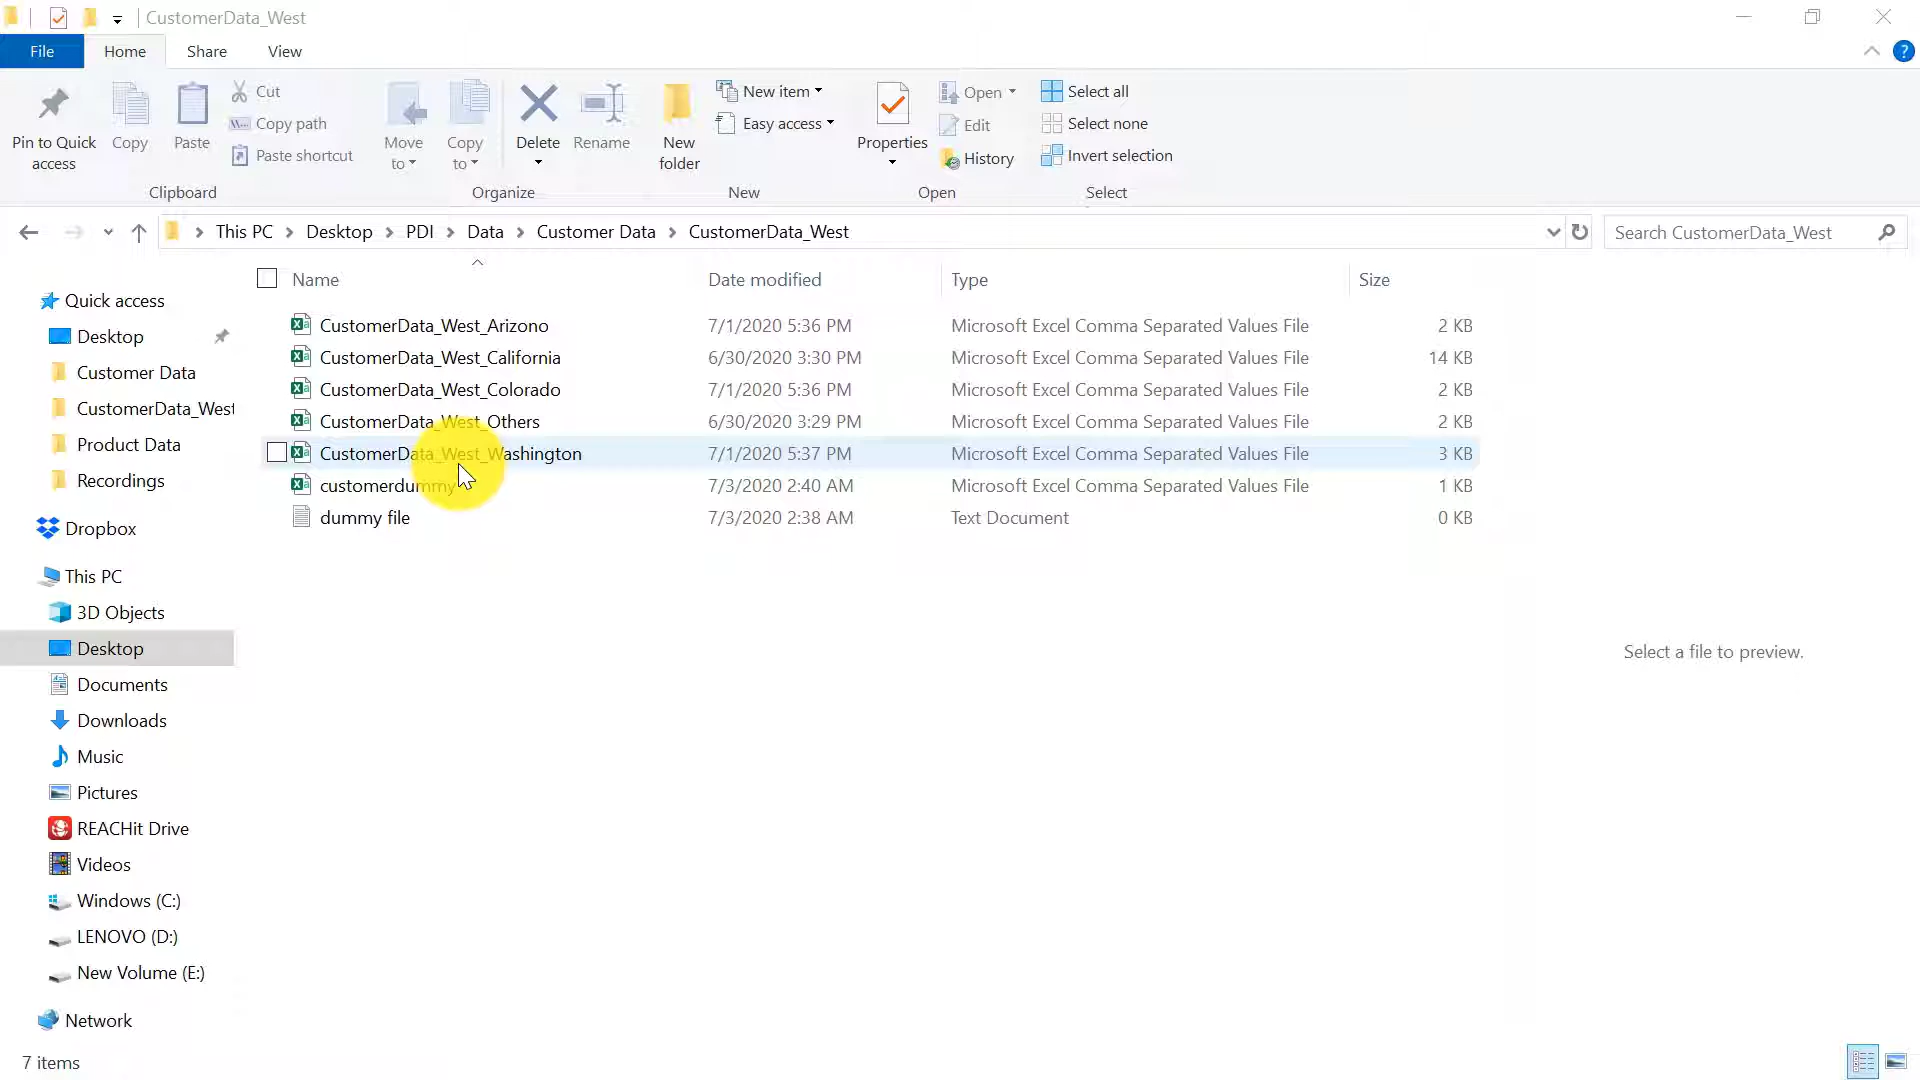 CustomerData_West
File Home Share View
Pin to Quick access
Copy
Paste
Cut
Copy path
Paste shortcut
Clipboard
Move to
Copy to
Delete
Rename
Organize
New folder
New item
Easy access
New
Properties
Open
Edit
History
Open
Select all
Select none
Invert selection
Select
This PC > Desktop > PDI > Data > Customer Data > CustomerData_West
Search CustomerData_West
Name Date modified Type Size
CustomerData_West_Arizono 7/1/2020 5:36 PM Microsoft Excel Comma Separated Values File 2 KB
CustomerData_West_California 6/30/2020 3:30 PM Microsoft Excel Comma Separated Values File 14 KB
CustomerData_West_Colorado 7/1/2020 5:36 PM Microsoft Excel Comma Separated Values File 2 KB
CustomerData_West_Others 6/30/2020 3:29 PM Microsoft Excel Comma Separated Values File 2 KB
CustomerData_West_Washington 7/1/2020 5:37 PM Microsoft Excel Comma Separated Values File 3 KB
customerdummy 7/3/2020 2:40 AM Microsoft Excel Comma Separated Values File 1 KB
dummy file 7/3/2020 2:38 AM Text Document 0 KB
Quick access
Desktop
Customer Data
CustomerData_West
Product Data
Recordings
Dropbox
This PC
3D Objects
Desktop
Documents
Downloads
Music
Pictures
REACHit Drive
Videos
Windows (C:)
LENOVO (D:)
New Volume (E:)
Network
Select a file to preview.
7 items